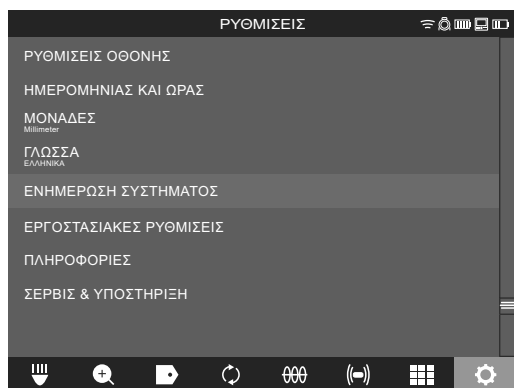 ΡΥΘΜΙΣΕΙΣ
ΡΥΘΜΙΣΕΙΣ ΟΘΟΝΗΣ
ΗΜΕΡΟΜΗΝΙΑΣ ΚΑΙ ΩΡΑΣ
ΜΟΝΑΔΕΣ
Millimeter
ΓΛΩΣΣΑ
ΕΛΛΗΝΙΚΑ
ΕΝΗΜΕΡΩΣΗ ΣΥΣΤΗΜΑΤΟΣ
ΕΡΓΟΣΤΑΣΙΑΚΕΣ ΡΥΘΜΙΣΕΙΣ
ΠΛΗΡΟΦΟΡΙΕΣ
ΣΕΡΒΙΣ & ΥΠΟΣΤΗΡΙΞΗ